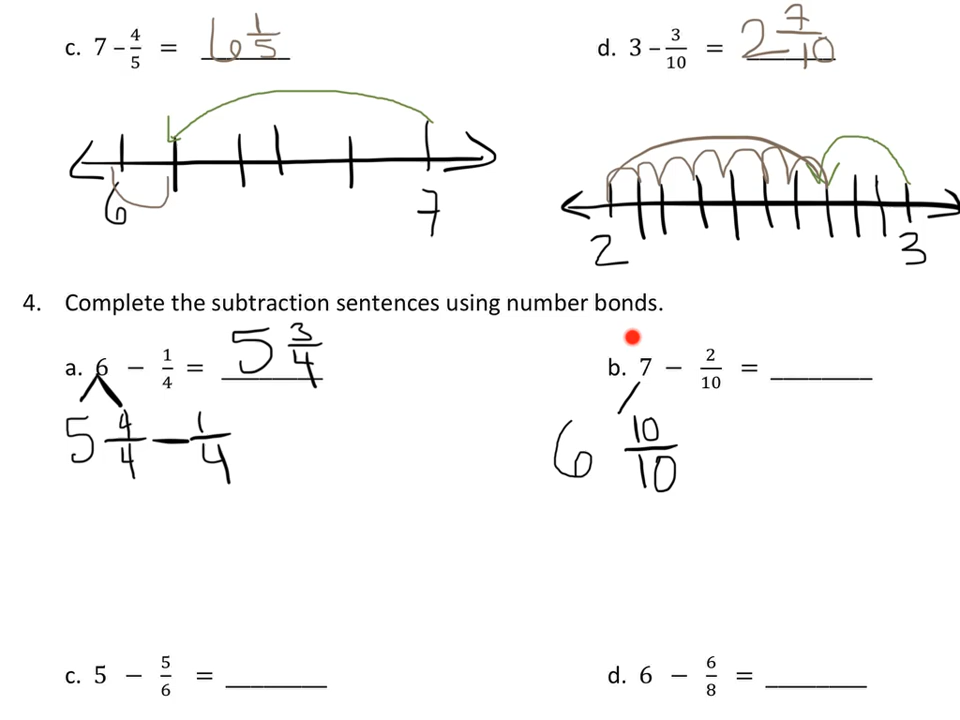 c. 7 – 4/5 = 6 1/5
d. 3 – 3/10 = 2 7/10
6 7
2 3
4. Complete the subtraction sentences using number bonds.
a. 6 – 1/4 = 5 3/4
5 4/4 – 1/4
b. 7 – 2/10 = ______
6 10/10
c. 5 – 5/6 = ______
d. 6 – 6/8 = ______